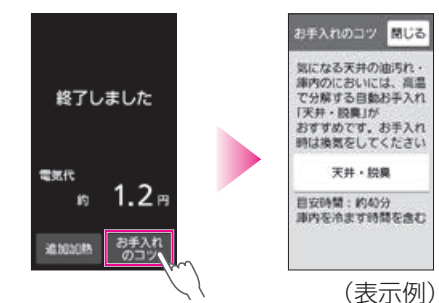 終了しました
電気代
約 1.2円
追加加熱
お手入れ
のコツ
お手入れのコツ 閉じる
気になる天井の油汚れ・
庫内のにおいには、高温
で分解する自動お手入れ
「天井・脱臭」が
おすすめです。お手入れ
時は換気をしてください
天井・脱臭
目安時間：約40分
庫内を冷ます時間を含む
（表示例）